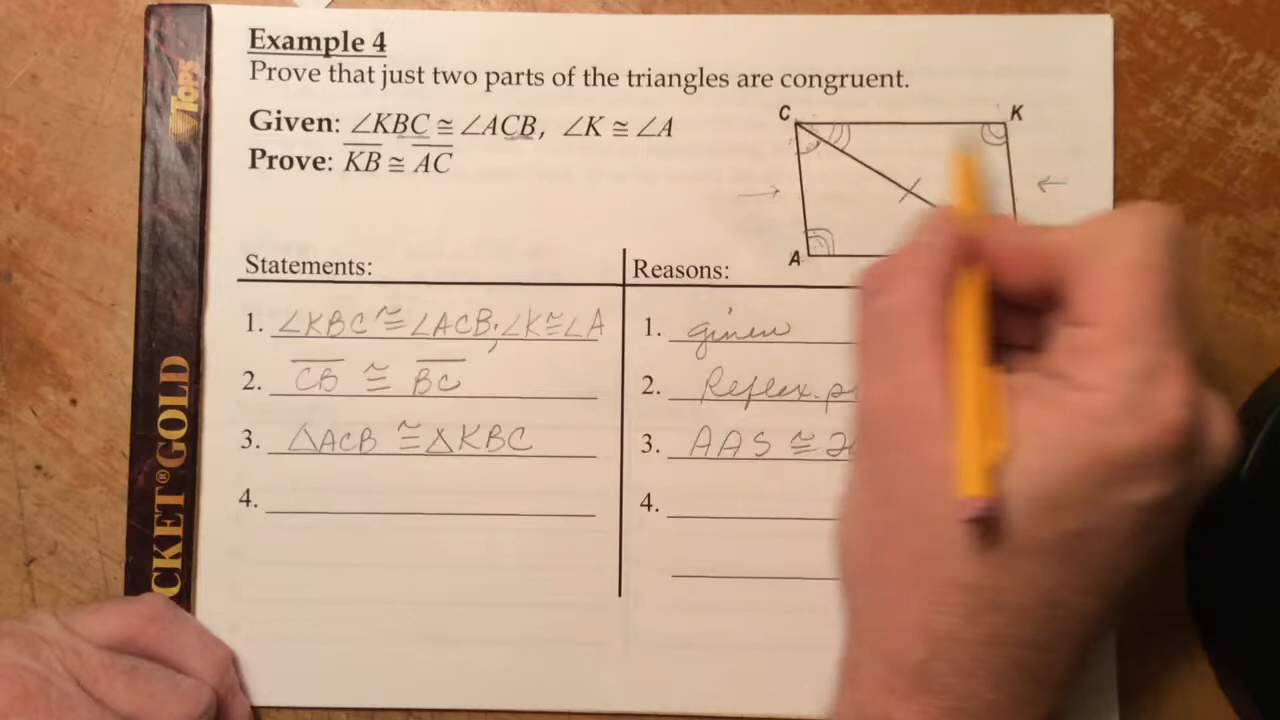 Example 4
Prove that just two parts of the triangles are congruent.
Given: ∠KBC ≅ ∠ACB, ∠K ≅ ∠A
Prove: KB ≅ AC
C K
A
Statements: Reasons:
1. ∠KBC ≅ ∠ACB; ∠K ≅ ∠A 1. given
2. CB ≅ BC 2. Reflex.
3. △ACB ≅ △KBC 3. AAS ≅
4. 4.
TOPS
CKET® GOLD